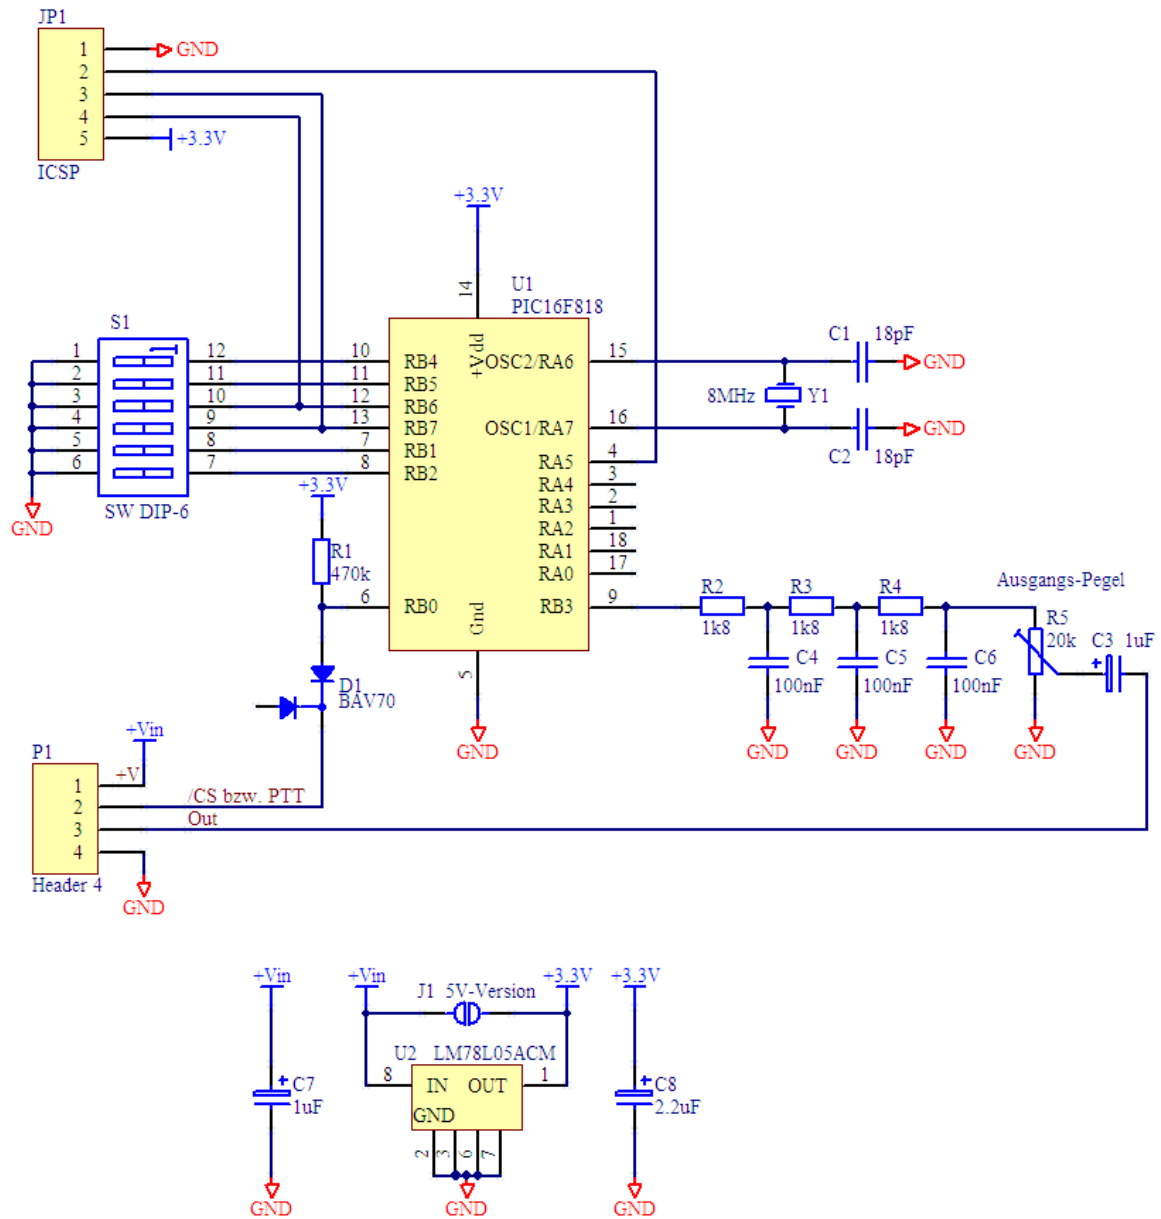 JP1
1 GND
2
3
4
5 +3.3V
ICSP
+3.3V
14
U1
PIC16F818
S1
1 12 10 RB4
2 11 11 RB5
3 10 12 RB6
4 9 13 RB7
5 8 7 RB1
6 7 8 RB2
GND
SW DIP-6
+Vdd
OSC2/RA6 15
OSC1/RA7 16
RA5 4
RA4 3
RA3 2
RA2 1
RA1 18
RA0 17
RB3 9
C1 18pF
GND
8MHz Y1
GND
C2 18pF
+3.3V
R1
470k
6 RB0
Gnd
5
GND
D1
BAV70
R2
1k8
R3
1k8
R4
1k8
Ausgangs-Pegel
R5
20k
C3 1uF
C4
100nF
C5
100nF
C6
100nF
GND
GND
GND
GND
+Vin
P1
1 +V
2 /CS bzw. PTT
3 Out
4
Header 4
GND
+Vin
C7
1uF
GND
+Vin
J1 5V-Version
+3.3V
U2 LM78L05ACM
8 IN OUT 1
GND
2 3 6 7
GND
+3.3V
C8
2.2uF
GND